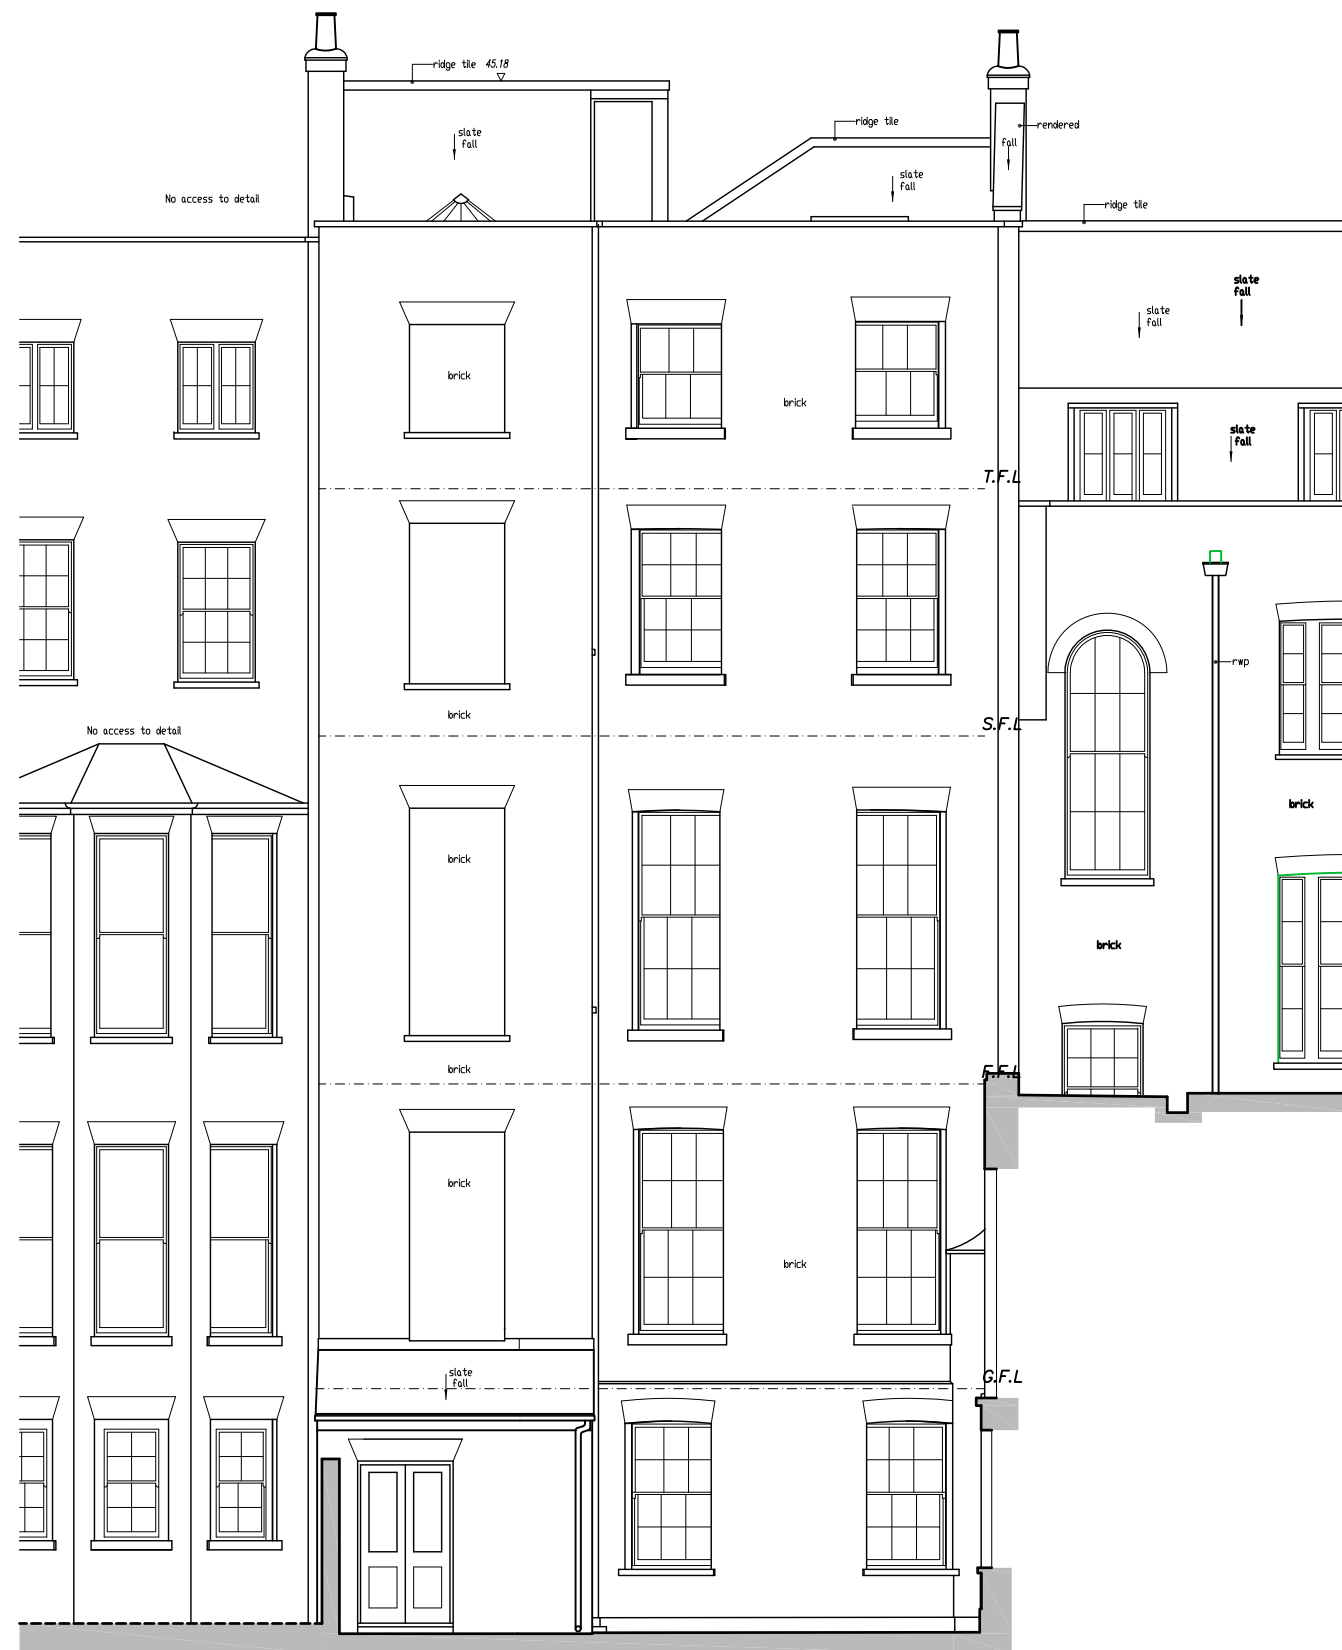 ridge tile 45.18
ridge tile
rendered
slate
fall
fall
slate
fall
No access to detail
ridge tile
slate
fall
slate
fall
brick
brick
slate
fall
T.F.L
rwp
brick
S.F.L
No access to detail
brick
brick
brick
brick
F.F.L
brick
brick
G.F.L
slate
fall